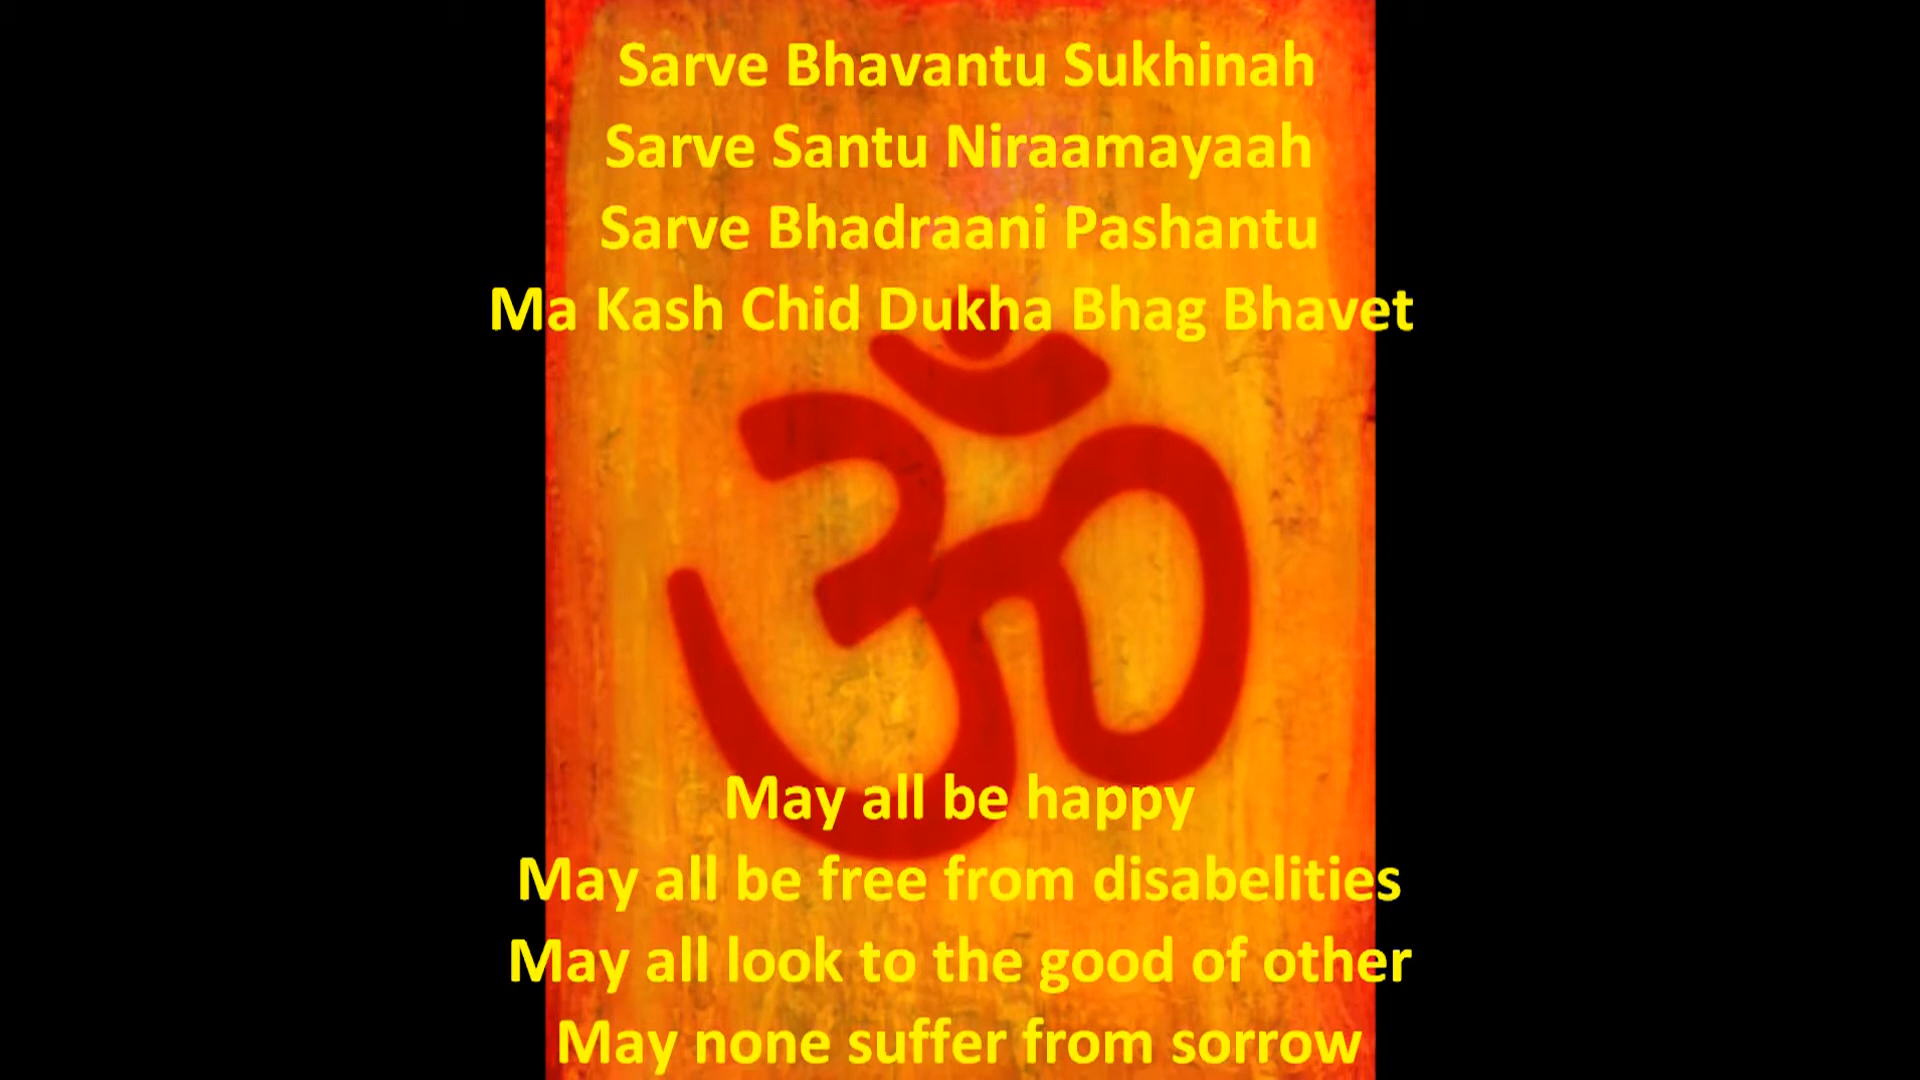 Sarve Bhavantu Sukhinah
Sarve Santu Niraamayaah
Sarve Bhadraani Pashantu
Ma Kash Chid Dukha Bhag Bhavet
ॐ
May all be happy
May all be free from disabelities
May all look to the good of other
May none suffer from sorrow